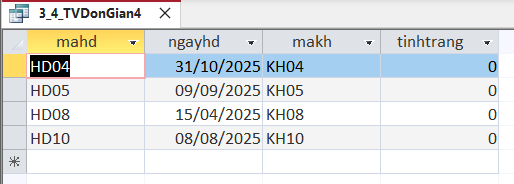 3_4_TVDonGian4
mahd ngayhd makh tinhtrang
HD04 31/10/2025 KH04 0
HD05 09/09/2025 KH05 0
HD08 15/04/2025 KH08 0
HD10 08/08/2025 KH10 0